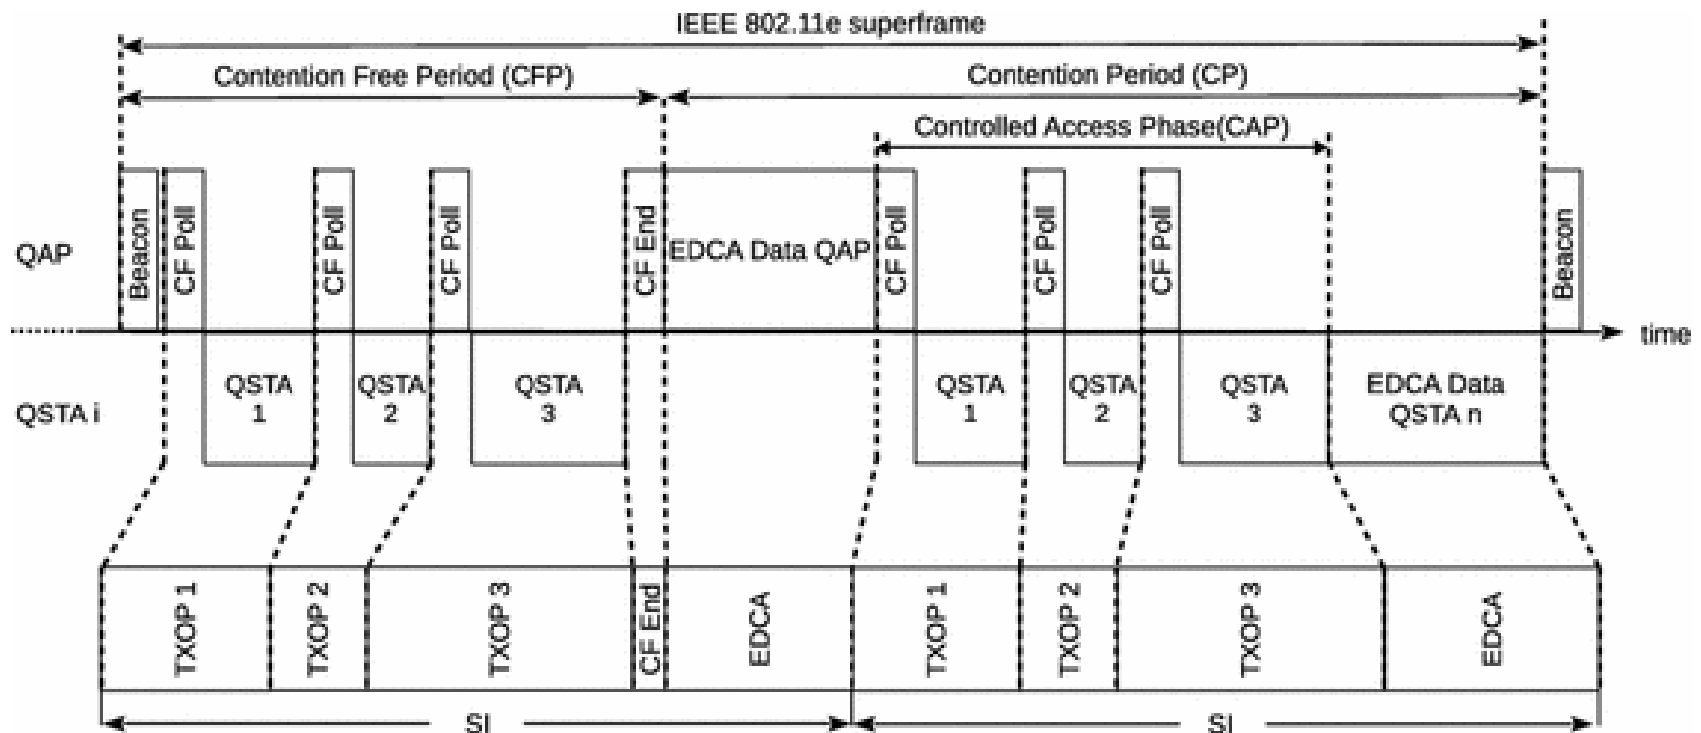 IEEE 802.11e superframe
Contention Free Period (CFP)
Contention Period (CP)
Controlled Access Phase(CAP)
QAP
Beacon
CF Poll
CF Poll
CF Poll
CF End
EDCA Data QAP
CF Poll
CF Poll
CF Poll
Beacon
time
QSTA i
QSTA
1
QSTA
2
QSTA
3
QSTA
1
QSTA
2
QSTA
3
EDCA Data
QSTA n
TXOP 1
TXOP 2
TXOP 3
CF End
EDCA
TXOP 1
TXOP 2
TXOP 3
EDCA
SI
SI